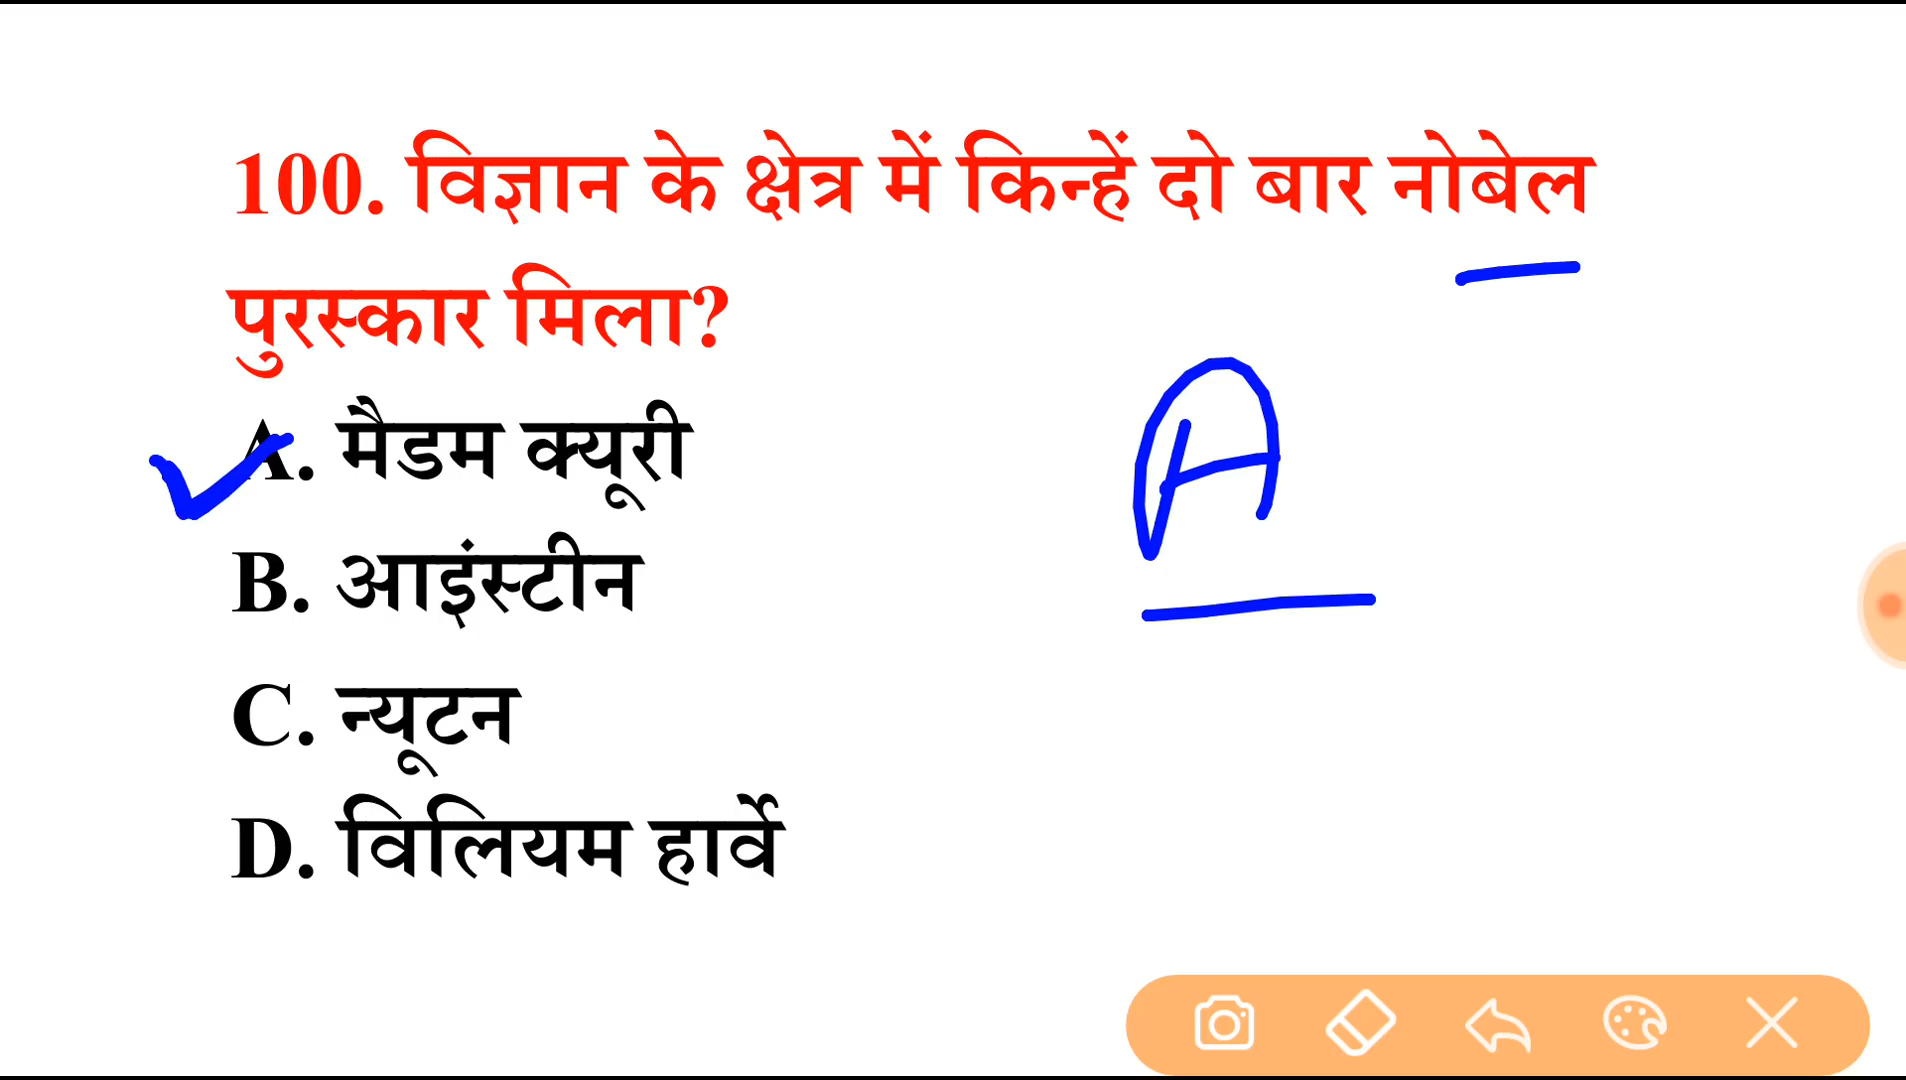 100. विज्ञान के क्षेत्र में किन्हें दो बार नोबेल
पुरस्कार मिला?
A. मैडम क्यूरी
A
B. आइंस्टीन
C. न्यूटन
D. विलियम हार्वे